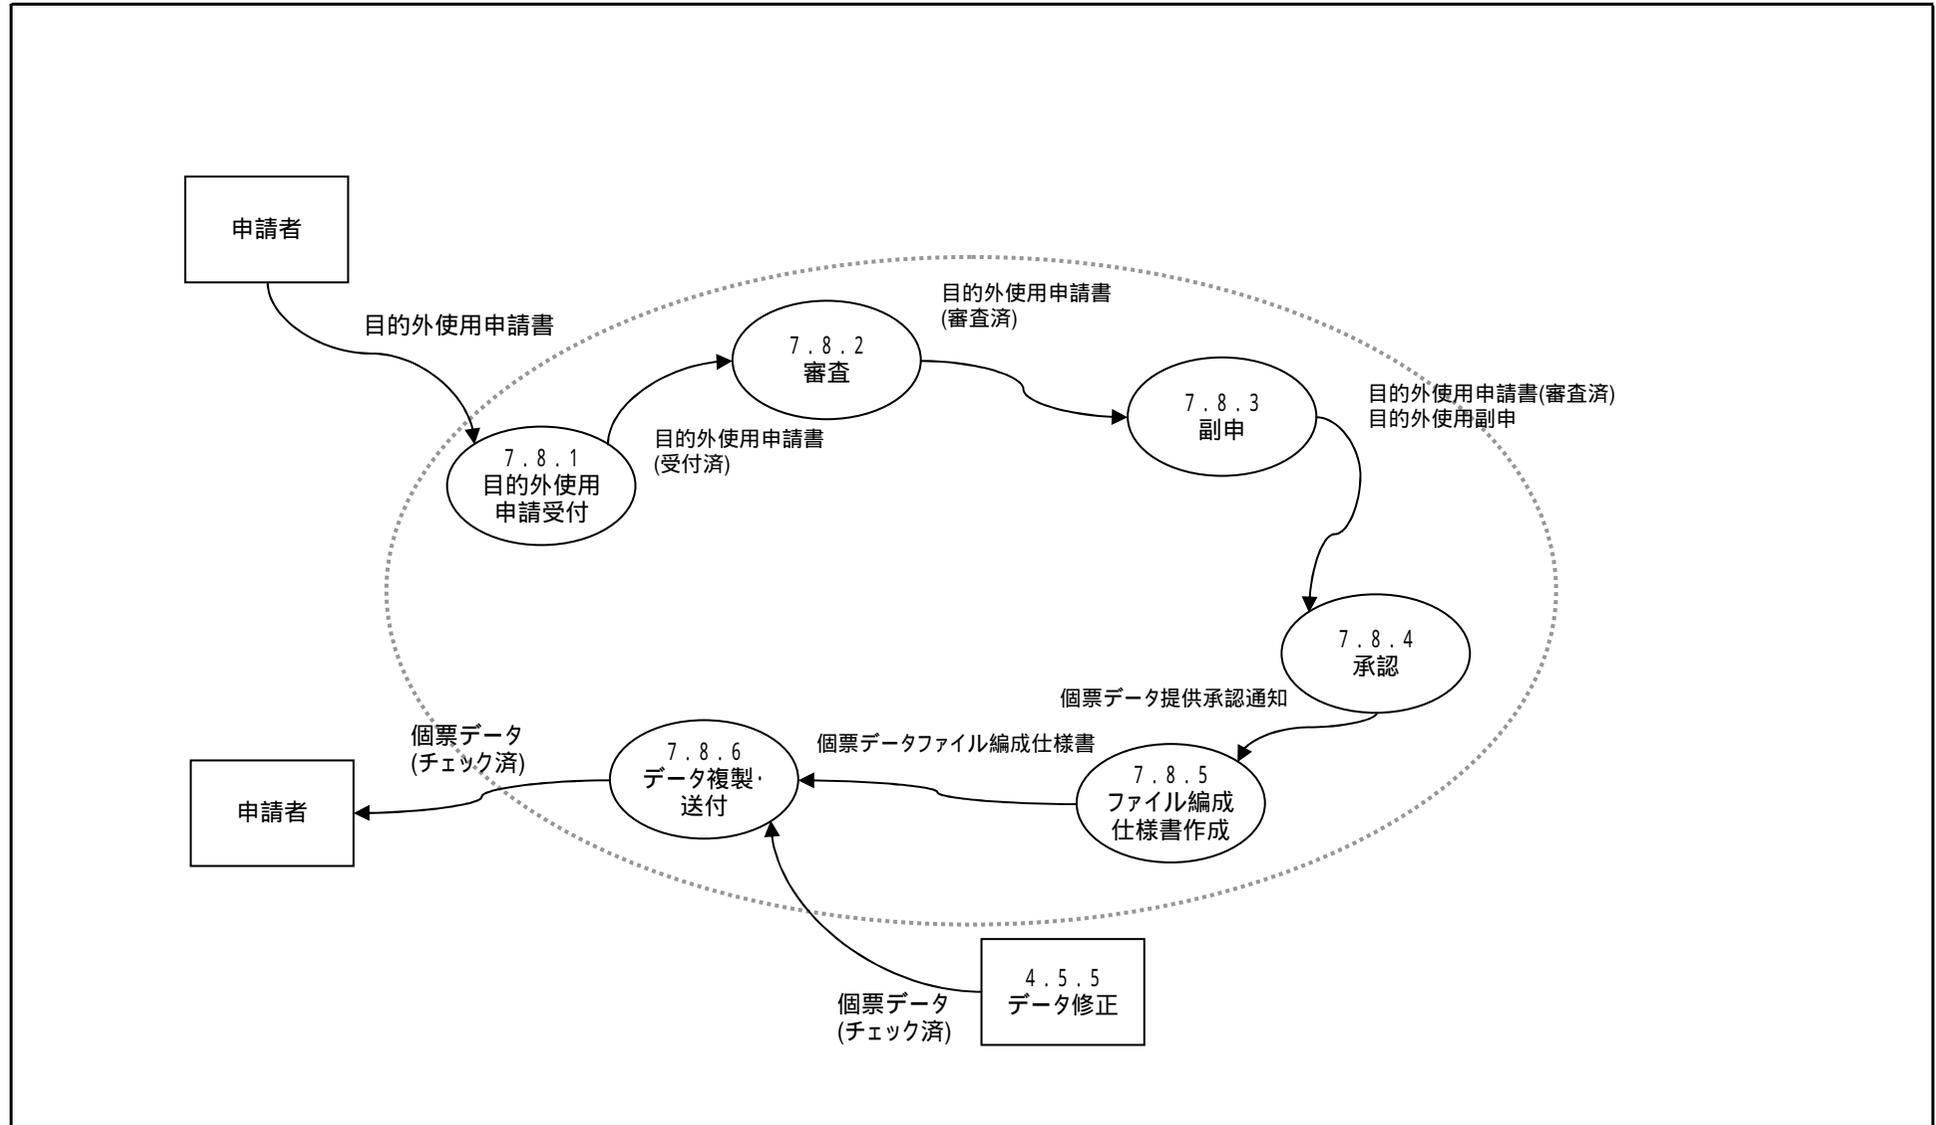 申請者
目的外使用申請書
7.8.1
目的外使用
申請受付
目的外使用申請書
(受付済)
7.8.2
審査
目的外使用申請書
(審査済)
7.8.3
副申
目的外使用申請書(審査済)
目的外使用副申
7.8.4
承認
個票データ提供承認通知
7.8.5
ファイル編成
仕様書作成
個票データファイル編成仕様書
7.8.6
データ複製・
送付
個票データ
(チェック済)
申請者
4.5.5
データ修正
個票データ
(チェック済)